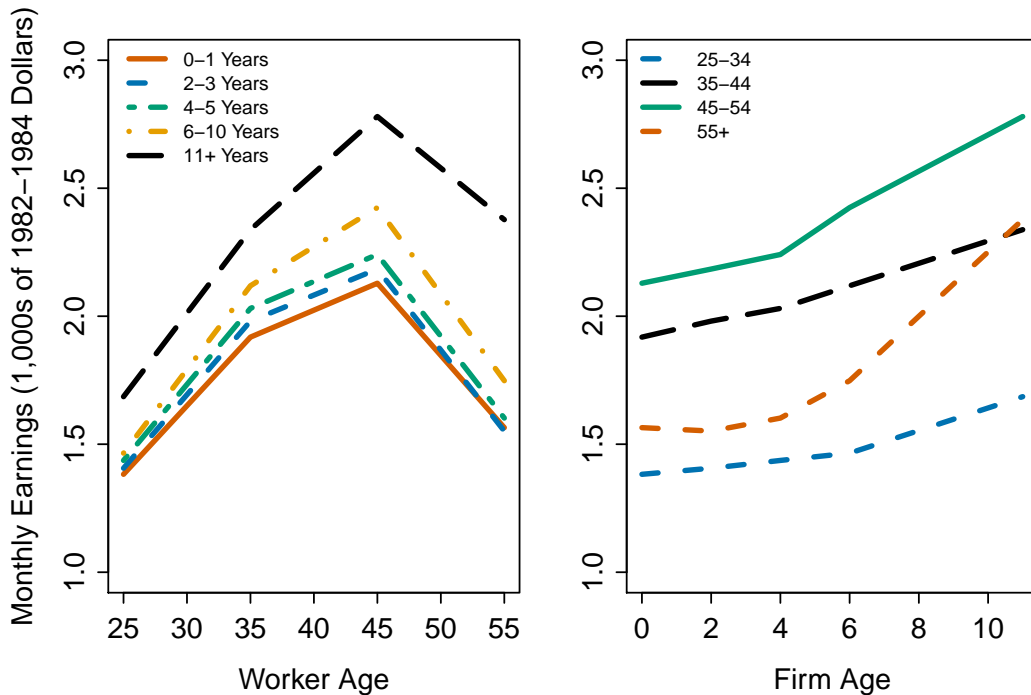 Monthly Earnings (1,000s of 1982–1984 Dollars)
3.0
2.5
2.0
1.5
1.0
0–1 Years
2–3 Years
4–5 Years
6–10 Years
11+ Years
25 30 35 40 45 50 55
Worker Age
3.0
2.5
2.0
1.5
1.0
25–34
35–44
45–54
55+
0 2 4 6 8 10
Firm Age